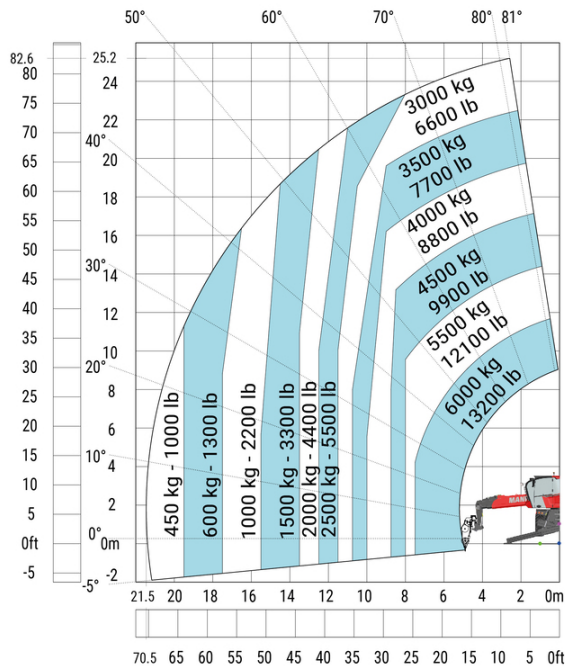 50° 60° 70° 80° 81°
82.6 25.2
80 24
75
22
70
40°
65 20
60 18
55 16
50
30° 14
45
12
40
35 10
30
20°
25 8
20 6
15 10° 4
10
5 2
0ft 0° 0m
-5 -5° -2
3000 kg
6600 lb
3500 kg
7700 lb
4000 kg
8800 lb
4500 kg
9900 lb
5500 kg
12100 lb
6000 kg
13200 lb
450 kg - 1000 lb
600 kg - 1300 lb
1000 kg - 2200 lb
1500 kg - 3300 lb
2000 kg - 4400 lb
2500 kg - 5500 lb
21.5 20 18 16 14 12 10 8 6 4 2 0m
70.5 65 60 55 50 45 40 35 30 25 20 15 10 5 0ft